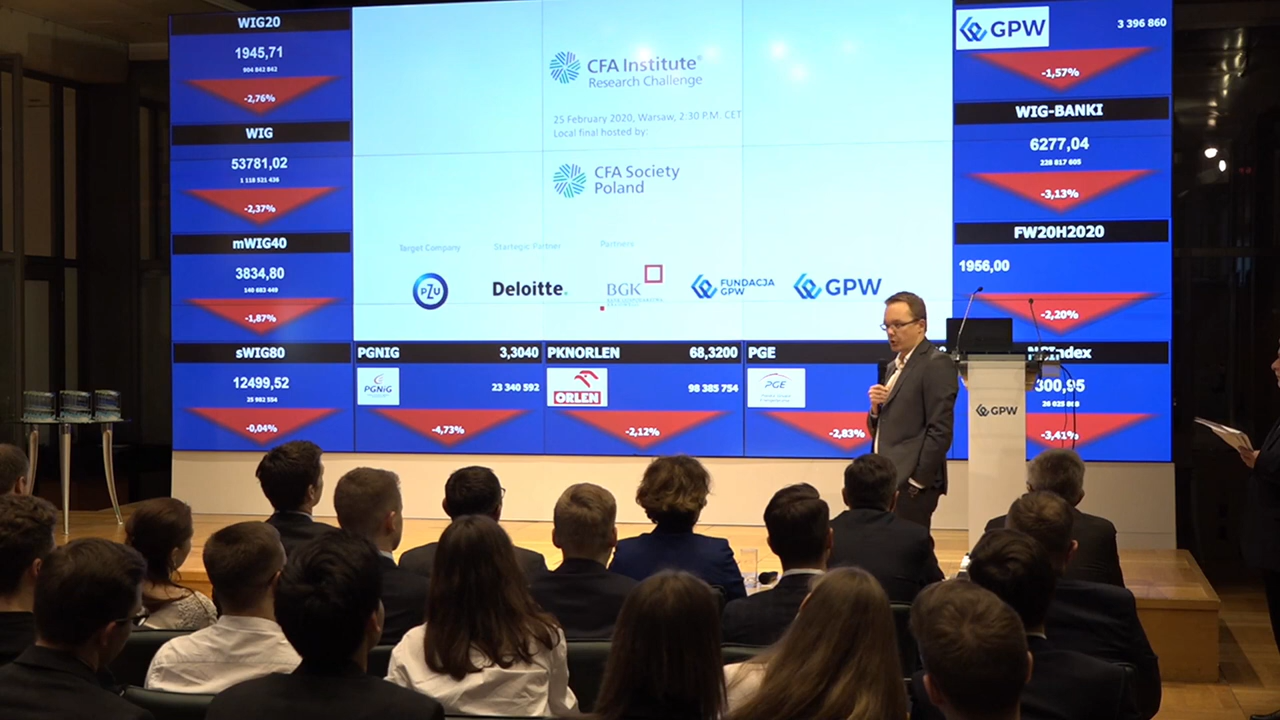 WIG20
1945,71
904 842 842
-2,76%
WIG
53781,02
1 118 521 436
-2,37%
mWIG40
3834,80
140 683 449
-1,87%
sWIG80
12499,52
25 982 554
-0,04%
CFA Institute®
Research Challenge
25 February 2020, Warsaw, 2:30 P.M. CET
Local final hosted by:
CFA Society
Poland
Target Company
Startegic Partner
Partners
PZU
Deloitte.
BGK
FUNDACJA
GPW
GPW
PGNIG 3,3040
PGNiG
23 340 592
-4,73%
PKNORLEN 68,3200
ORLEN
98 385 754
-2,12%
PGE
PGE
-2,83%
GPW
3 396 860
-1,57%
WIG-BANKI
6277,04
228 817 605
-3,13%
FW20H2020
1956,00
-2,20%
NCIndex
300,95
26 025 868
-3,41%
GPW